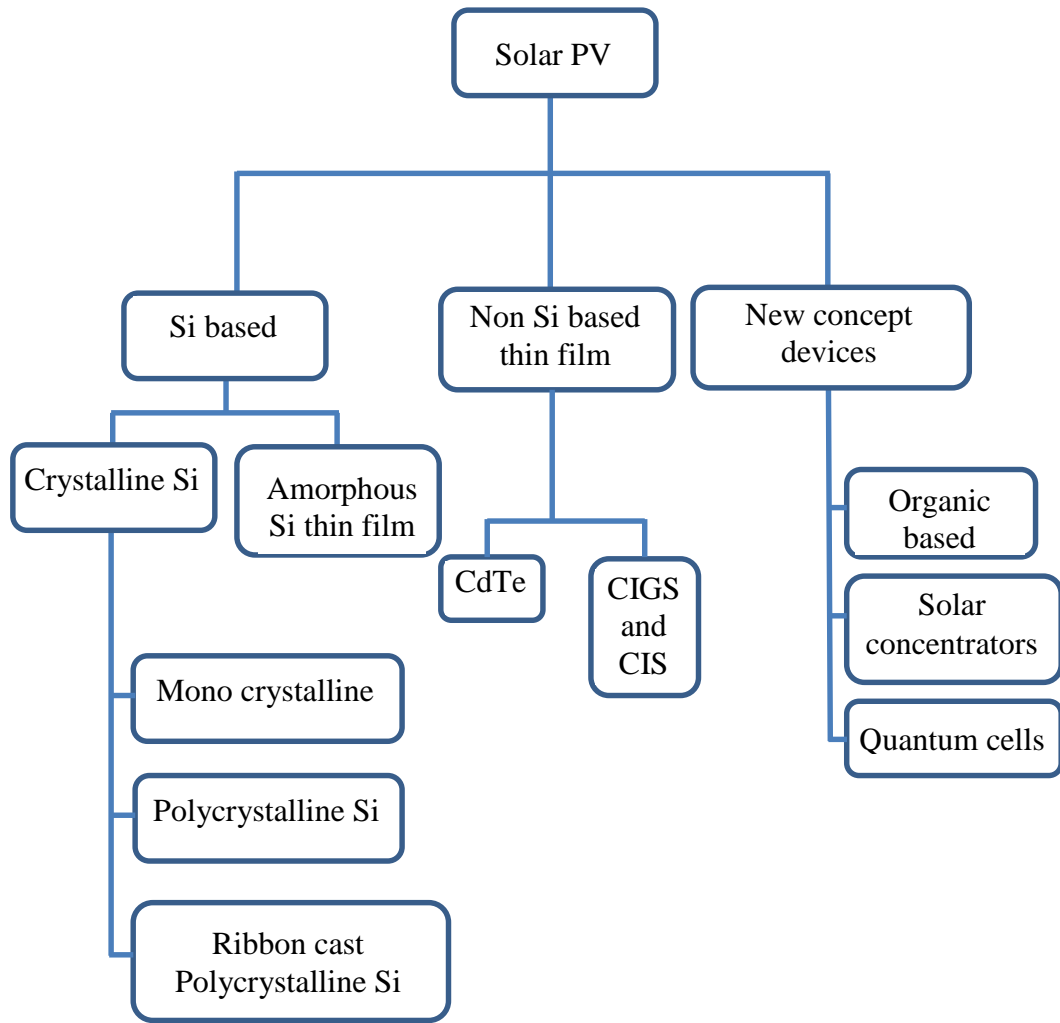 Solar PV
Si based
Non Si based
thin film
New concept
devices
Crystalline Si
Amorphous
Si thin film
CdTe
CIGS
and
CIS
Organic
based
Solar
concentrators
Quantum cells
Mono crystalline
Polycrystalline Si
Ribbon cast
Polycrystalline Si